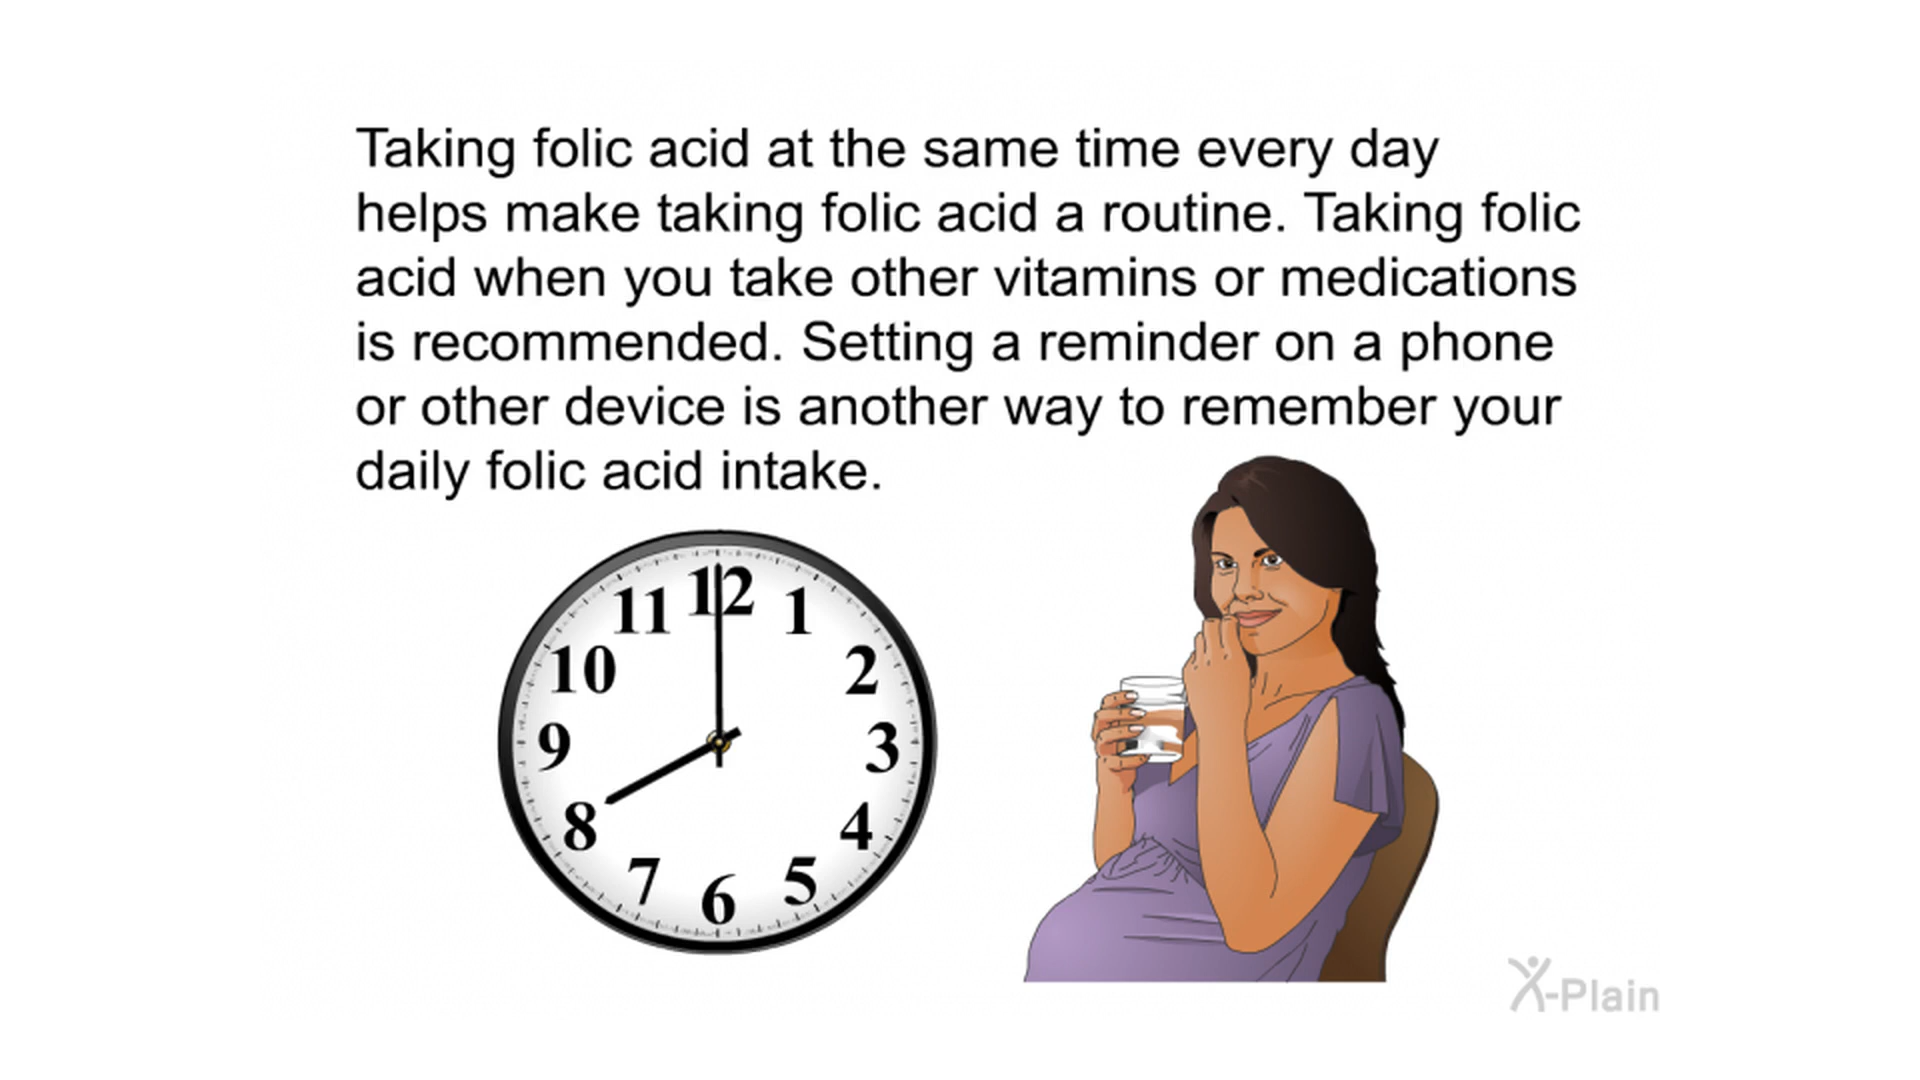 Taking folic acid at the same time every day
helps make taking folic acid a routine. Taking folic
acid when you take other vitamins or medications
is recommended. Setting a reminder on a phone
or other device is another way to remember your
daily folic acid intake.
12
1
2
3
4
5
6
7
8
9
10
11
X-Plain